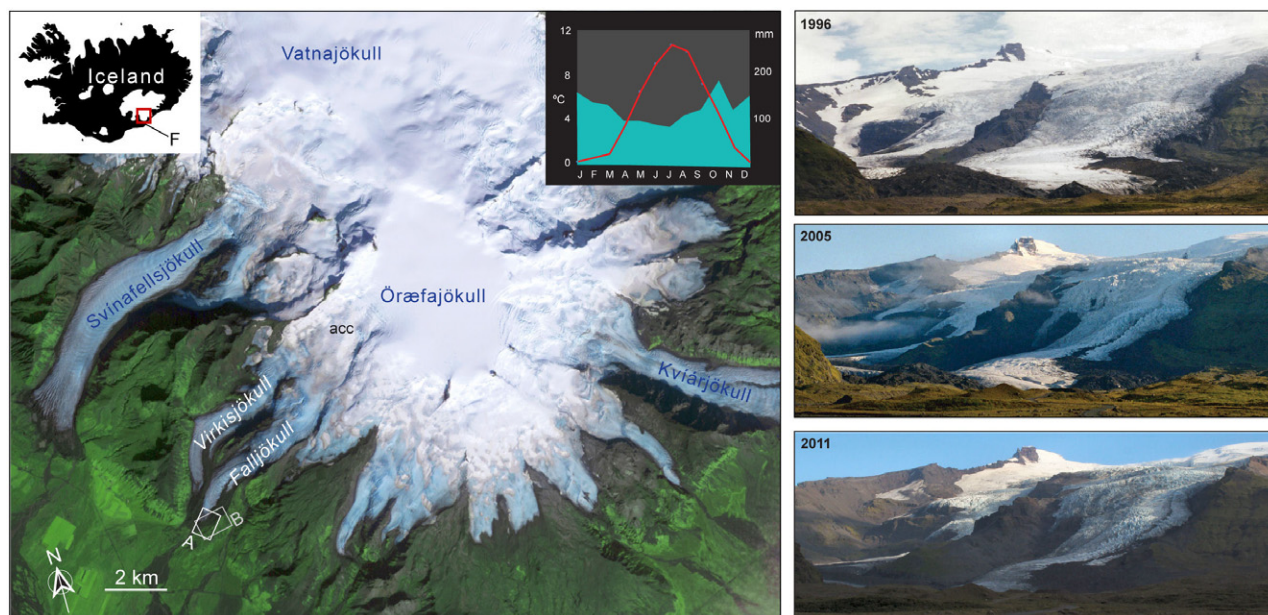 Iceland
F
Vatnajökull
12
8
ºC
4
0
mm
200
100
J F M A M J J A S O N D
Svínafellsjökull
Öræfajökull
acc
Kvíárjökull
Virkisjökull
Falljökull
A
B
N
2 km
1996
2005
2011